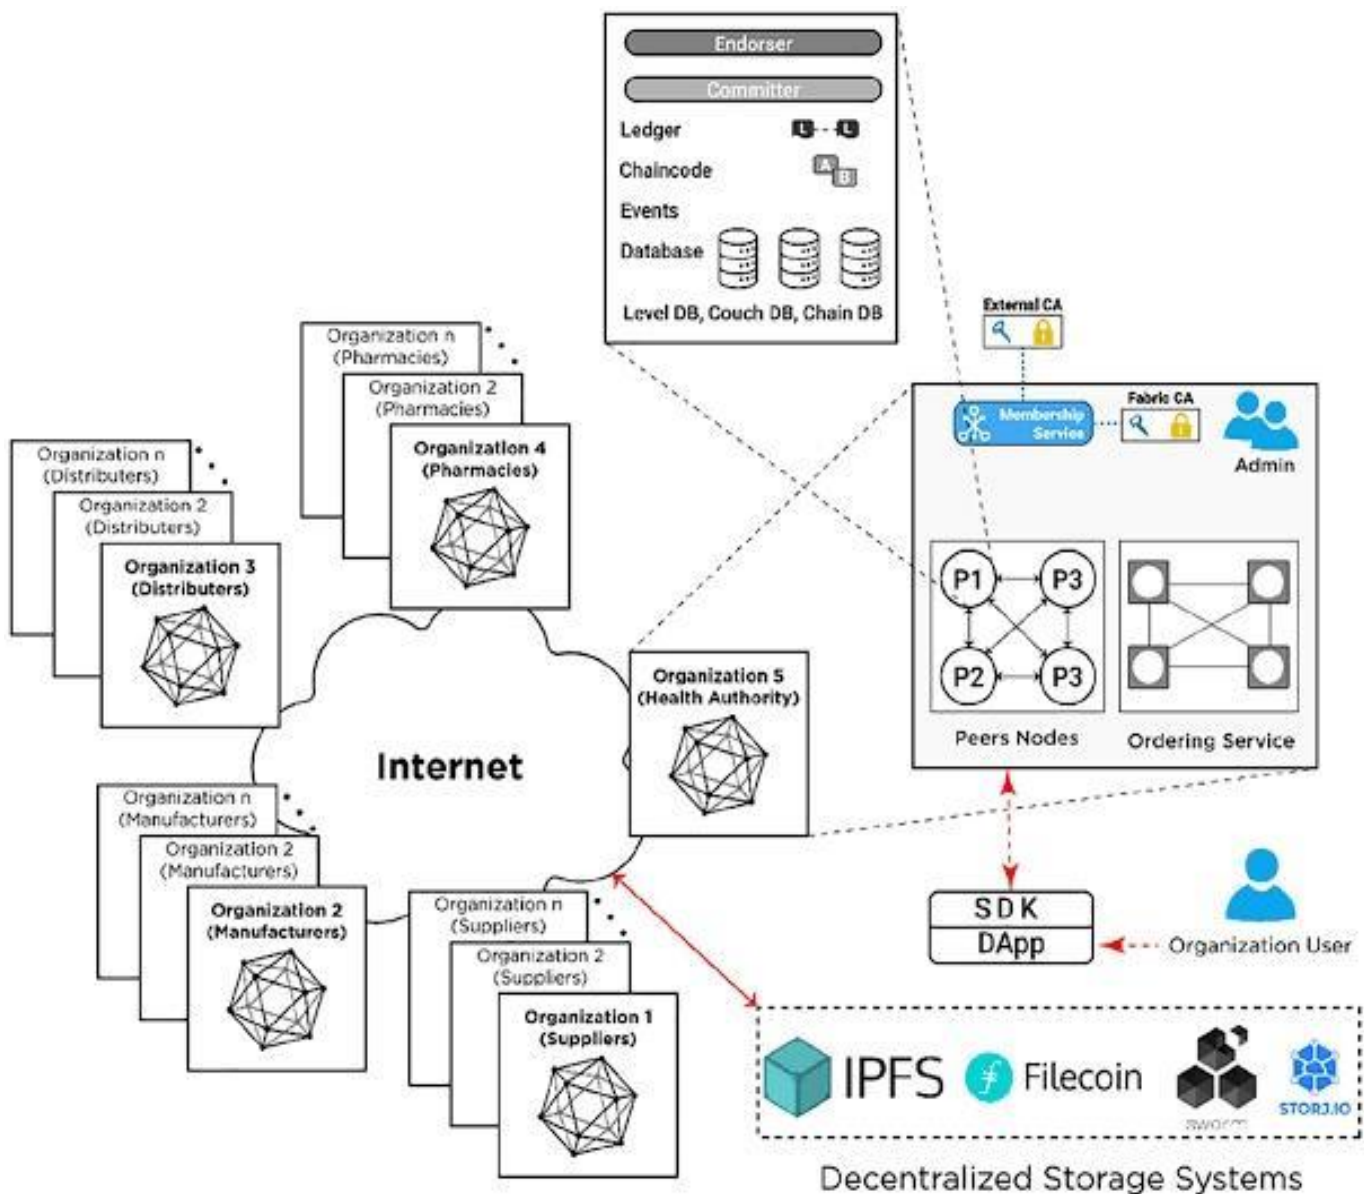 Endorser
Committer
Ledger
L
L
Chaincode
A
B
Events
Database
Level DB, Couch DB, Chain DB
External CA
Membership
Service
Fabric CA
Admin
P1
P3
P2
P3
Peers Nodes
Ordering Service
Organization n
(Pharmacies)
Organization 2
(Pharmacies)
Organization 4
(Pharmacies)
Organization n
(Distributers)
Organization 2
(Distributers)
Organization 3
(Distributers)
Organization 5
(Health Authority)
Internet
Organization n
(Manufacturers)
Organization 2
(Manufacturers)
Organization 2
(Manufacturers)
Organization n
(Suppliers)
Organization 2
(Suppliers)
Organization 1
(Suppliers)
SDK
DApp
Organization User
IPFS
Filecoin
swarm
STORJ.IO
Decentralized Storage Systems